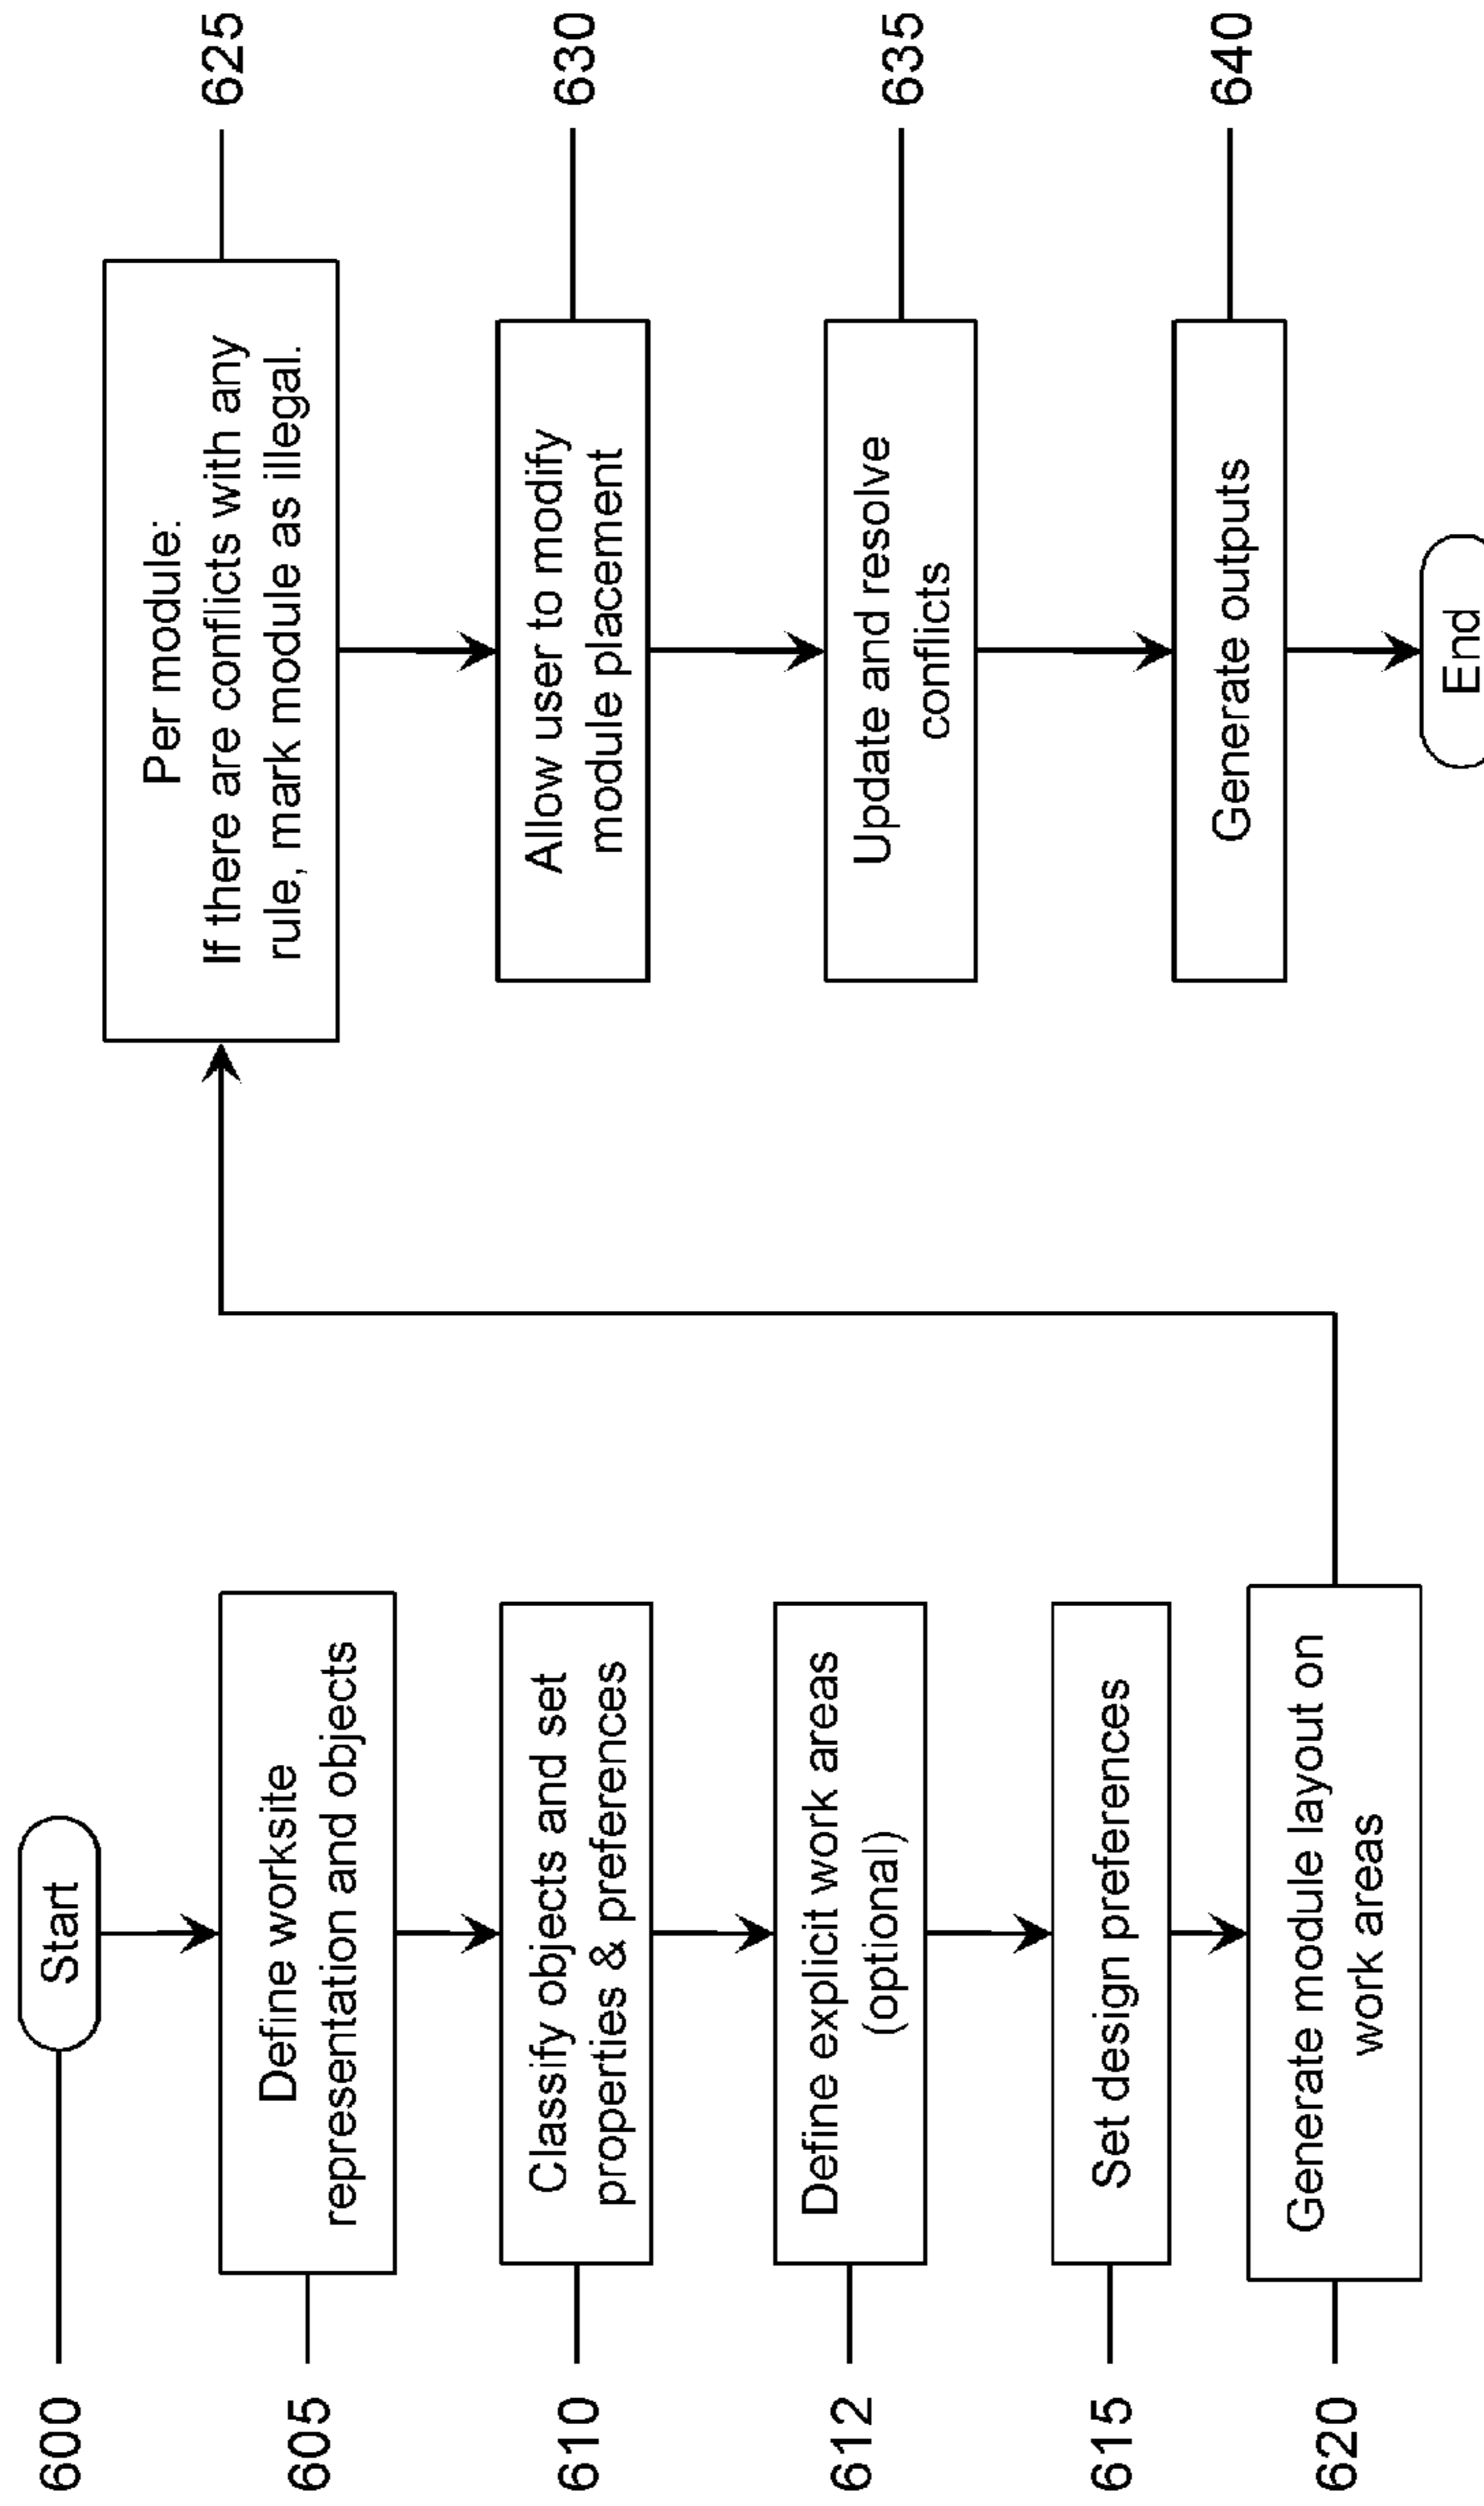 600
Start
605
Define worksite
representation and objects
610
Classify objects and set
properties & preferences
612
Define explicit work areas
(optional)
615
Set design preferences
620
Generate module layout on
work areas
Per module:
If there are conflicts with any
rule, mark module as illegal.
625
Allow user to modify
module placement
630
Update and resolve
conflicts
635
Generate outputs
640
End